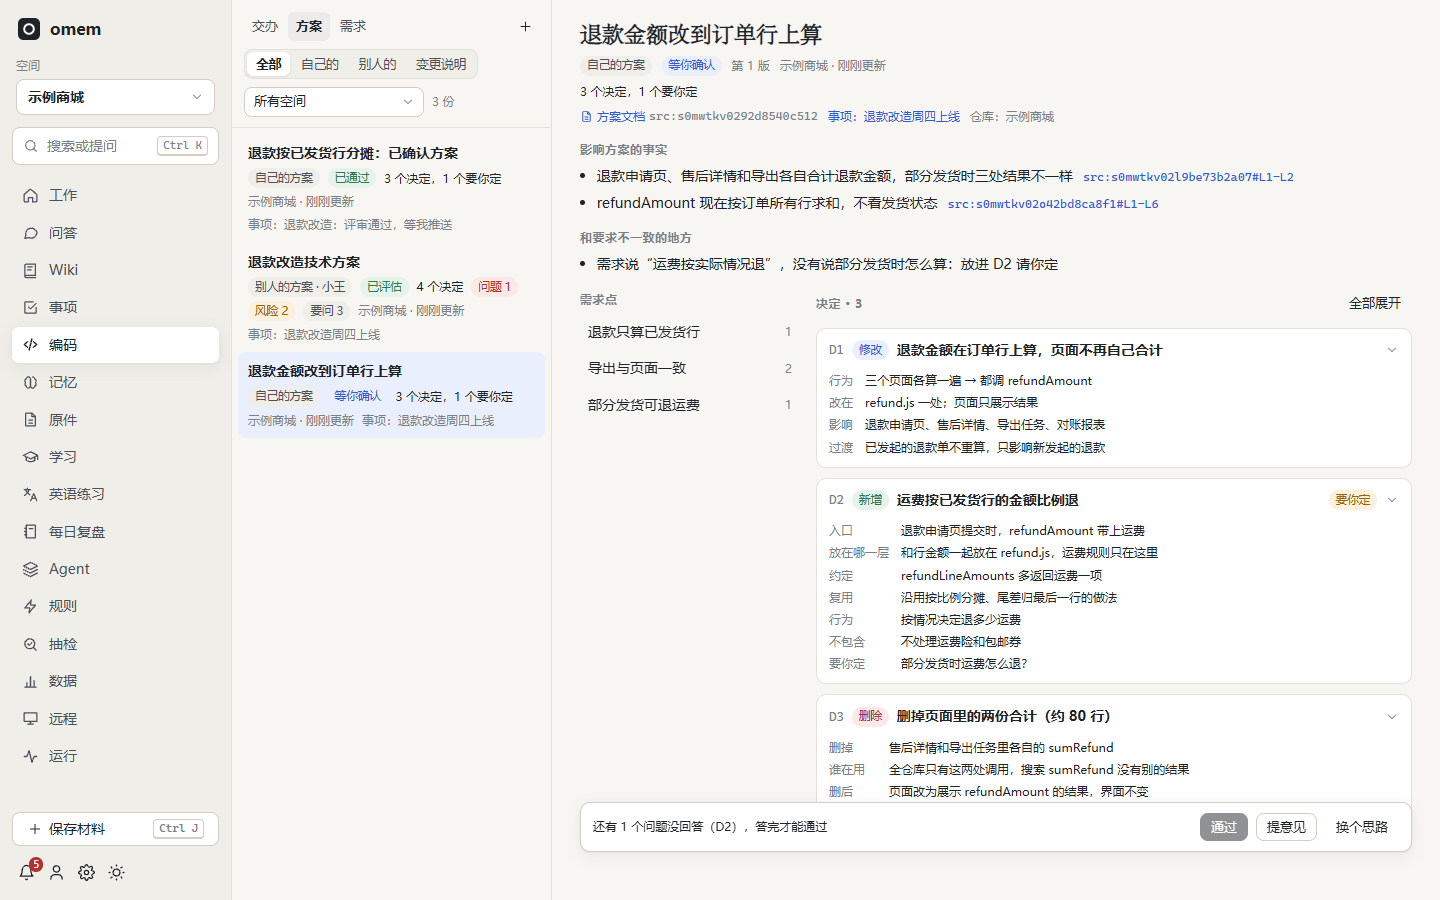 omem
空间
示例商城
搜索或提问 Ctrl K
工作
问答
Wiki
事项
编码
记忆
原件
学习
英语练习
每日复盘
Agent
规则
抽检
数据
远程
运行
保存材料 Ctrl J
5
交办 方案 需求
全部 自己的 别人的 变更说明
所有空间 3 份
退款按已发货行分摊：已确认方案
自己的方案 已通过 3 个决定，1 个要你定
示例商城 · 刚刚更新
事项：退款改造：评审通过，等我推送
退款改造技术方案
别人的方案 · 小王 已评估 4 个决定 问题 1
风险 2 要问 3 示例商城 · 刚刚更新
事项：退款改造周四上线
退款金额改到订单行上算
自己的方案 等你确认 3 个决定，1 个要你定
示例商城 · 刚刚更新 事项：退款改造周四上线
退款金额改到订单行上算
自己的方案 等你确认 第 1 版 示例商城 · 刚刚更新
3 个决定，1 个要你定
方案文档 src:s0mwtkv0292d8540c512 事项：退款改造周四上线 仓库：示例商城
影响方案的事实
• 退款申请页、售后详情和导出各自合计退款金额，部分发货时三处结果不一样 src:s0mwtkv02l9be73b2a07#L1-L2
• refundAmount 现在按订单所有行求和，不看发货状态 src:s0mwtkv02o42bd8ca8f1#L1-L6
和要求不一致的地方
• 需求说“运费按实际情况退”，没有说部分发货时怎么算：放进 D2 请你定
需求点
退款只算已发货行 1
导出与页面一致 2
部分发货可退运费 1
决定 · 3 全部展开
D1 修改 退款金额在订单行上算，页面不再自己合计
行为 三个页面各算一遍 → 都调 refundAmount
改在 refund.js 一处；页面只展示结果
影响 退款申请页、售后详情、导出任务、对账报表
过渡 已发起的退款单不重算，只影响新发起的退款
D2 新增 运费按已发货行的金额比例退 要你定
入口 退款申请页提交时，refundAmount 带上运费
放在哪一层 和行金额一起放在 refund.js，运费规则只在这里
约定 refundLineAmounts 多返回运费一项
复用 沿用按比例分摊、尾差归最后一行的做法
行为 按情况决定退多少运费
不包含 不处理运费险和包邮券
要你定 部分发货时运费怎么退？
D3 删除 删掉页面里的两份合计（约 80 行）
删掉 售后详情和导出任务里各自的 sumRefund
谁在用 全仓库只有这两处调用，搜索 sumRefund 没有别的结果
删后 页面改为展示 refundAmount 的结果，界面不变
还有 1 个问题没回答（D2），答完才能通过 通过 提意见 换个思路